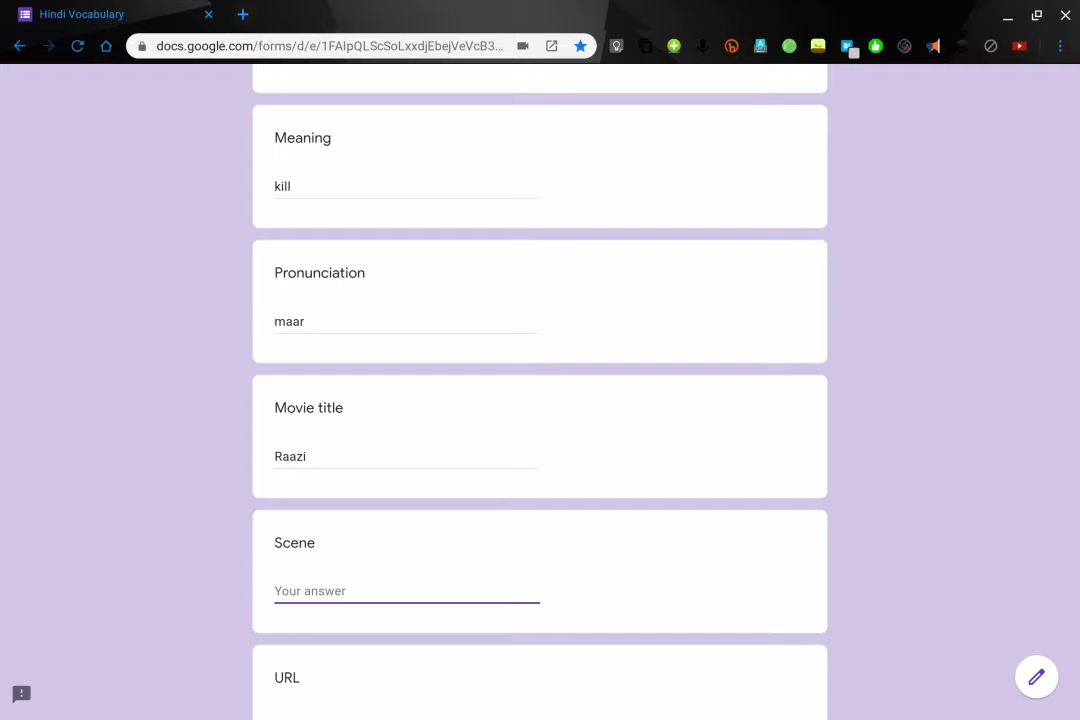 Hindi Vocabulary
docs.google.com/forms/d/e/1FAIpQLScSoLxxdjEbejVeVcB3...
Meaning
kill
Pronunciation
maar
Movie title
Raazi
Scene
Your answer
URL